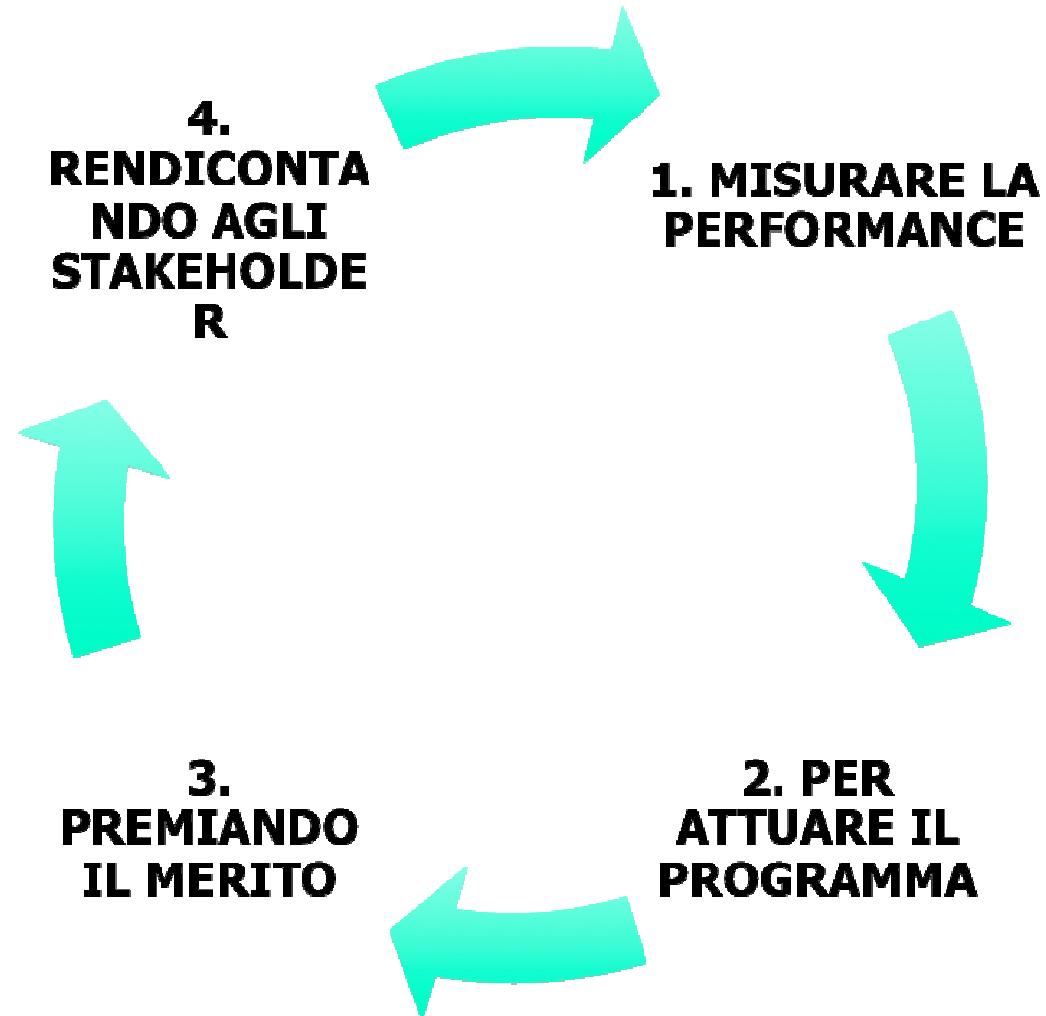 1. MISURARE LA
PERFORMANCE
2. PER
ATTUARE IL
PROGRAMMA
3.
PREMIANDO
IL MERITO
4.
RENDICONTA
NDO AGLI
STAKEHOLDE
R